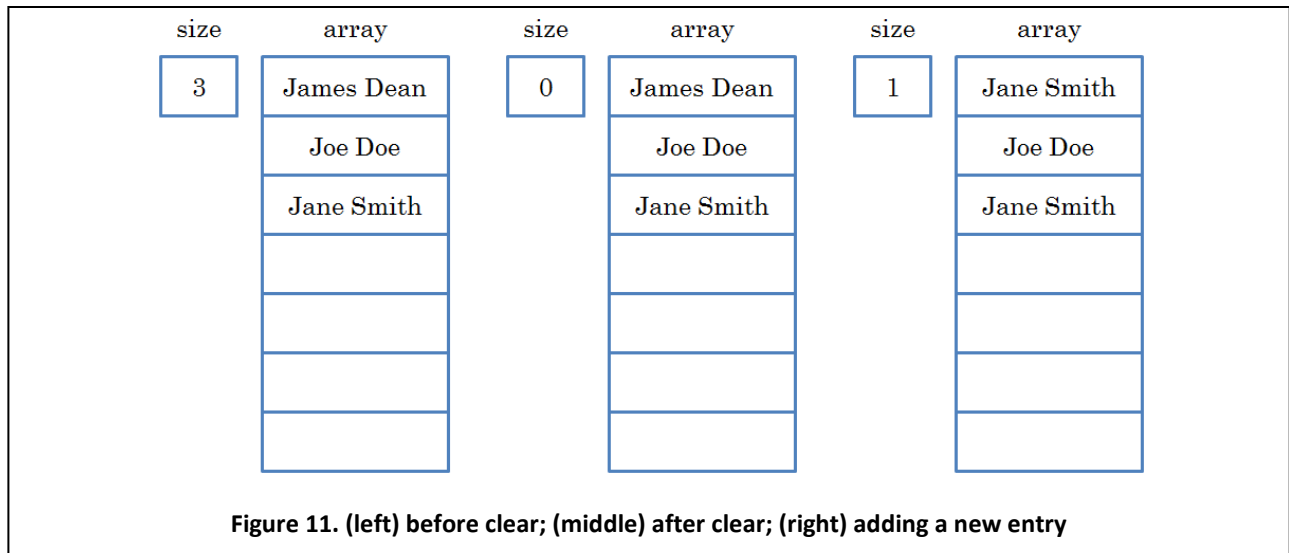 size array size array size array
3 James Dean 0 James Dean 1 Jane Smith
Joe Doe Joe Doe Joe Doe
Jane Smith Jane Smith Jane Smith
Figure 11. (left) before clear; (middle) after clear; (right) adding a new entry